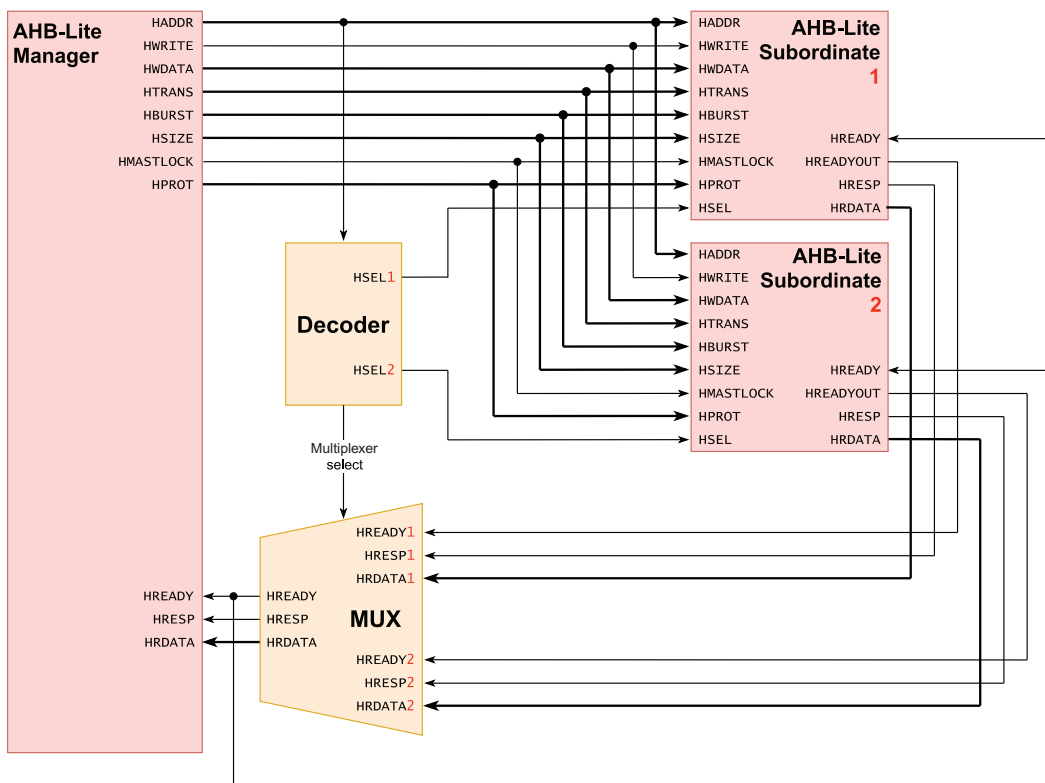 AHB-Lite
Manager
HADDR
HWRITE
HWDATA
HTRANS
HBURST
HSIZE
HMASTLOCK
HPROT
HREADY
HRESP
HRDATA
HADDR
HWRITE
HWDATA
HTRANS
HBURST
HSIZE
HMASTLOCK
HPROT
HSEL
AHB-Lite
Subordinate
1
HREADY
HREADYOUT
HRESP
HRDATA
HADDR
HWRITE
HWDATA
HTRANS
HBURST
HSIZE
HMASTLOCK
HPROT
HSEL
AHB-Lite
Subordinate
2
HREADY
HREADYOUT
HRESP
HRDATA
HSEL1
Decoder
HSEL2
Multiplexer
select
HREADY1
HRESP1
HRDATA1
HREADY
HRESP
HRDATA
MUX
HREADY2
HRESP2
HRDATA2